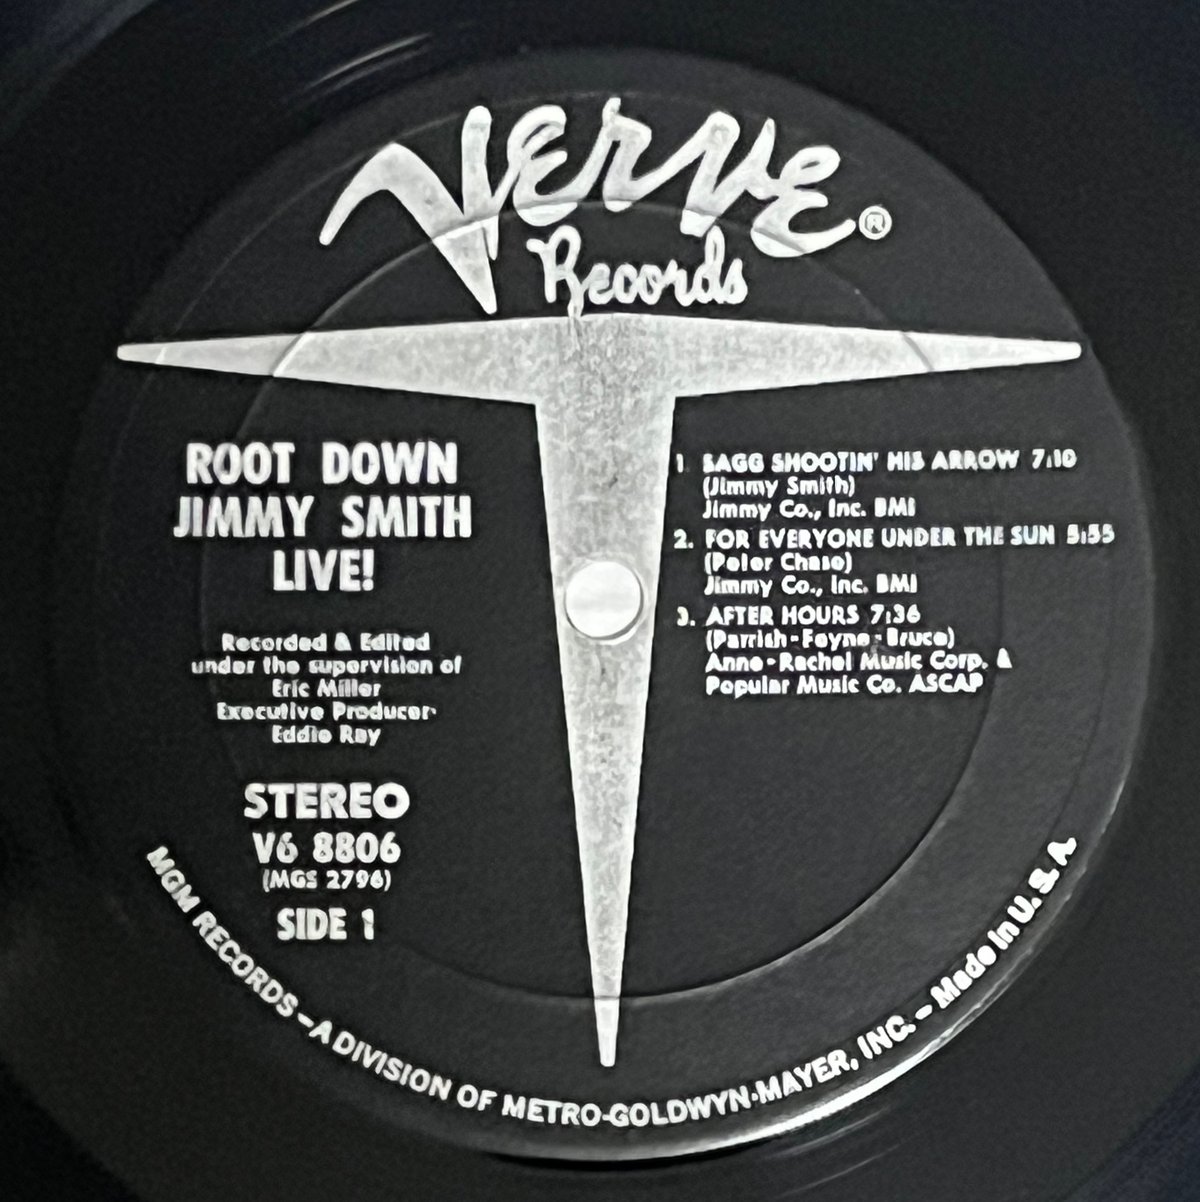 Verve ®
Records
ROOT DOWN
JIMMY SMITH
LIVE!
Recorded & Edited
under the supervision of
Eric Miller
Executive Producer:
Eddie Ray
STEREO
V6 8806
(MGS 2796)
SIDE 1
1. SAGG SHOOTIN' HIS ARROW 7:10
(Jimmy Smith)
Jimmy Co., Inc. BMI
2. FOR EVERYONE UNDER THE SUN 5:55
(Peter Chase)
Jimmy Co., Inc. BMI
3. AFTER HOURS 7:36
(Parrish-Feyne-Bruce)
Anne-Rachel Music Corp. &
Popular Music Co. ASCAP
MGM RECORDS – A DIVISION OF METRO-GOLDWYN-MAYER, INC. – Made in U. S. A.